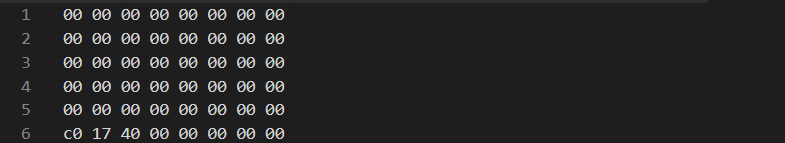 1 00 00 00 00 00 00 00 00
2 00 00 00 00 00 00 00 00
3 00 00 00 00 00 00 00 00
4 00 00 00 00 00 00 00 00
5 00 00 00 00 00 00 00 00
6 c0 17 40 00 00 00 00 00